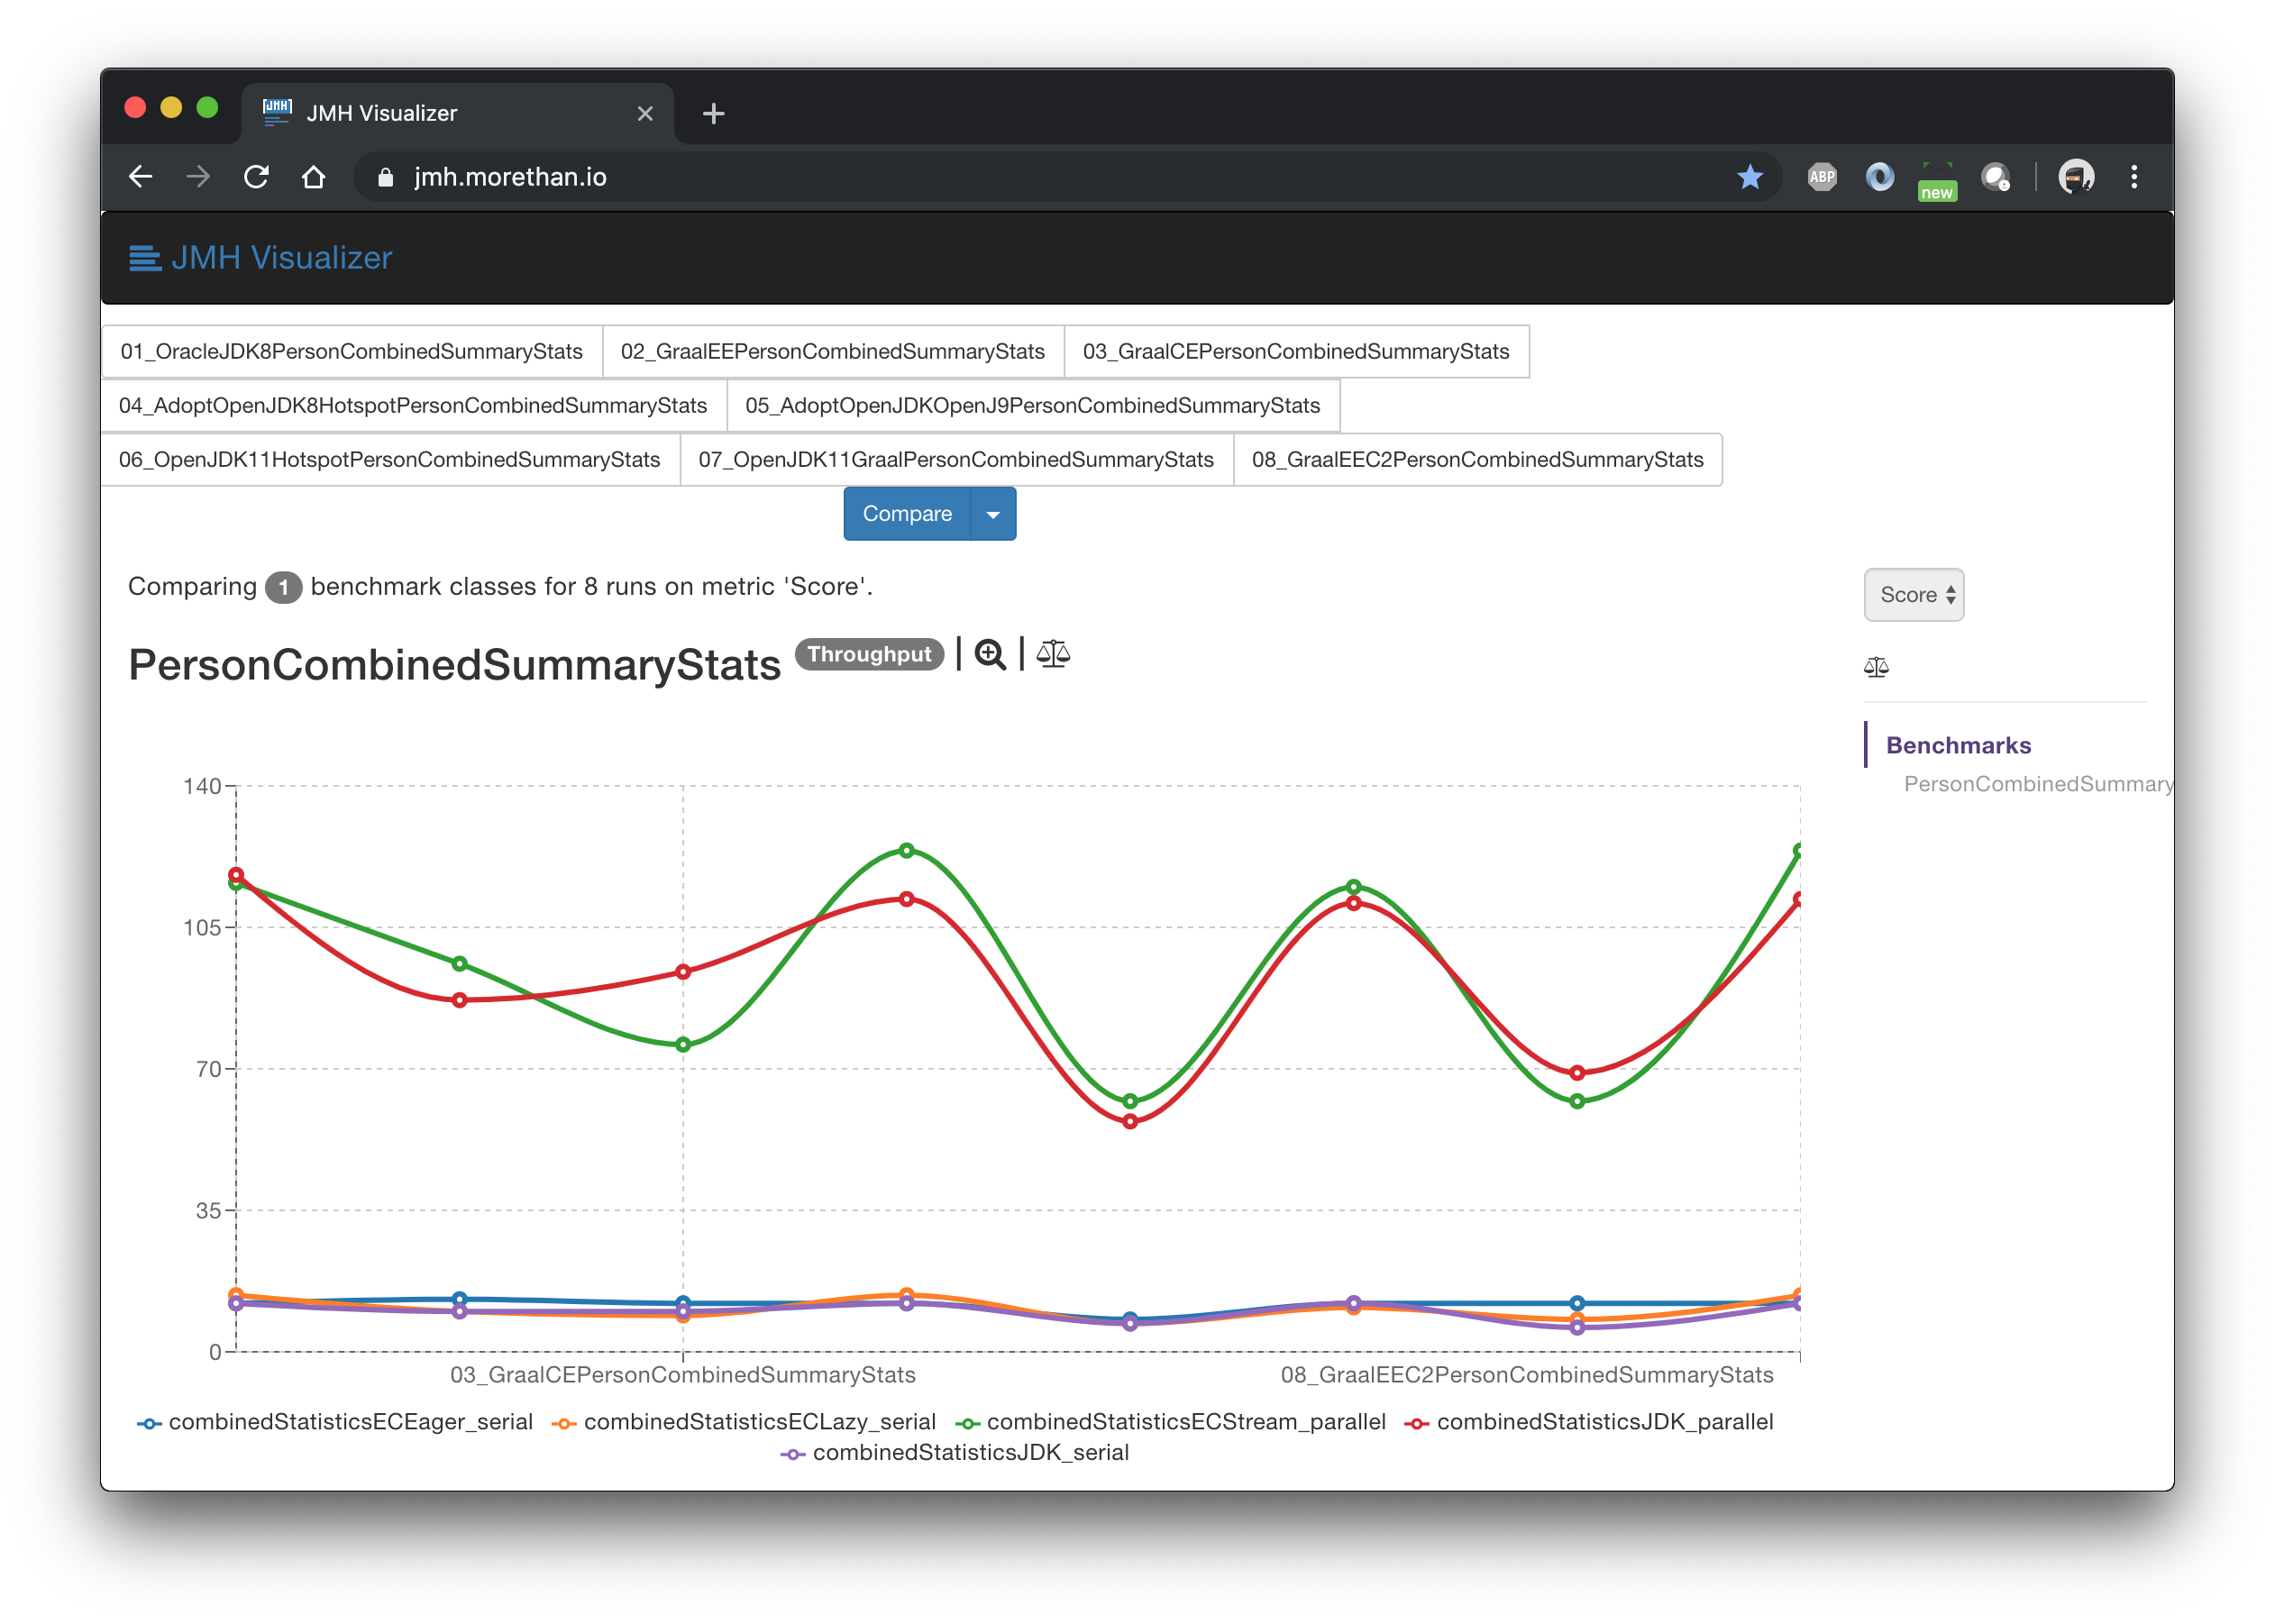 JMH JMH Visualizer
jmh.morethan.io ABP new
JMH Visualizer
01_OracleJDK8PersonCombinedSummaryStats 02_GraalEEPersonCombinedSummaryStats 03_GraalCEPersonCombinedSummaryStats
04_AdoptOpenJDK8HotspotPersonCombinedSummaryStats 05_AdoptOpenJDKOpenJ9PersonCombinedSummaryStats
06_OpenJDK11HotspotPersonCombinedSummaryStats 07_OpenJDK11GraalPersonCombinedSummaryStats 08_GraalEEC2PersonCombinedSummaryStats
Compare
Comparing 1 benchmark classes for 8 runs on metric 'Score'.
Score
PersonCombinedSummaryStats Throughput
Benchmarks
PersonCombinedSummary
140
105
70
35
0
03_GraalCEPersonCombinedSummaryStats 08_GraalEEC2PersonCombinedSummaryStats
combinedStatisticsECEager_serial combinedStatisticsECLazy_serial combinedStatisticsECStream_parallel combinedStatisticsJDK_parallel
combinedStatisticsJDK_serial